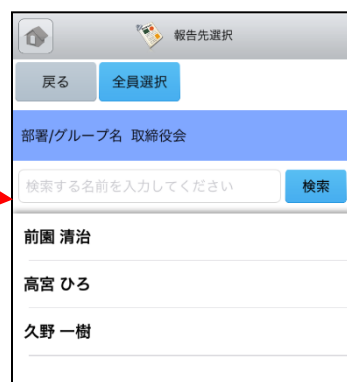 報告先選択
戻る 全員選択
部署/グループ名 取締役会
検索する名前を入力してください 検索
前園 清治
高宮 ひろ
久野 一樹